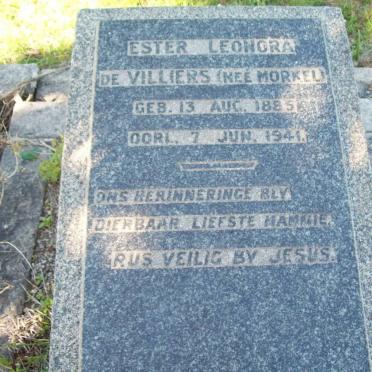 ESTER LEONORA
DE VILLIERS (NEÉ MORKEL)
GEB. 13 AUG. 1885
OORL. 7 JUN. 1941.
ONS HERINNERINGE BLY
DIERBAAR LIEFSTE MAMMIE.
RUS VEILIG BY JESUS.